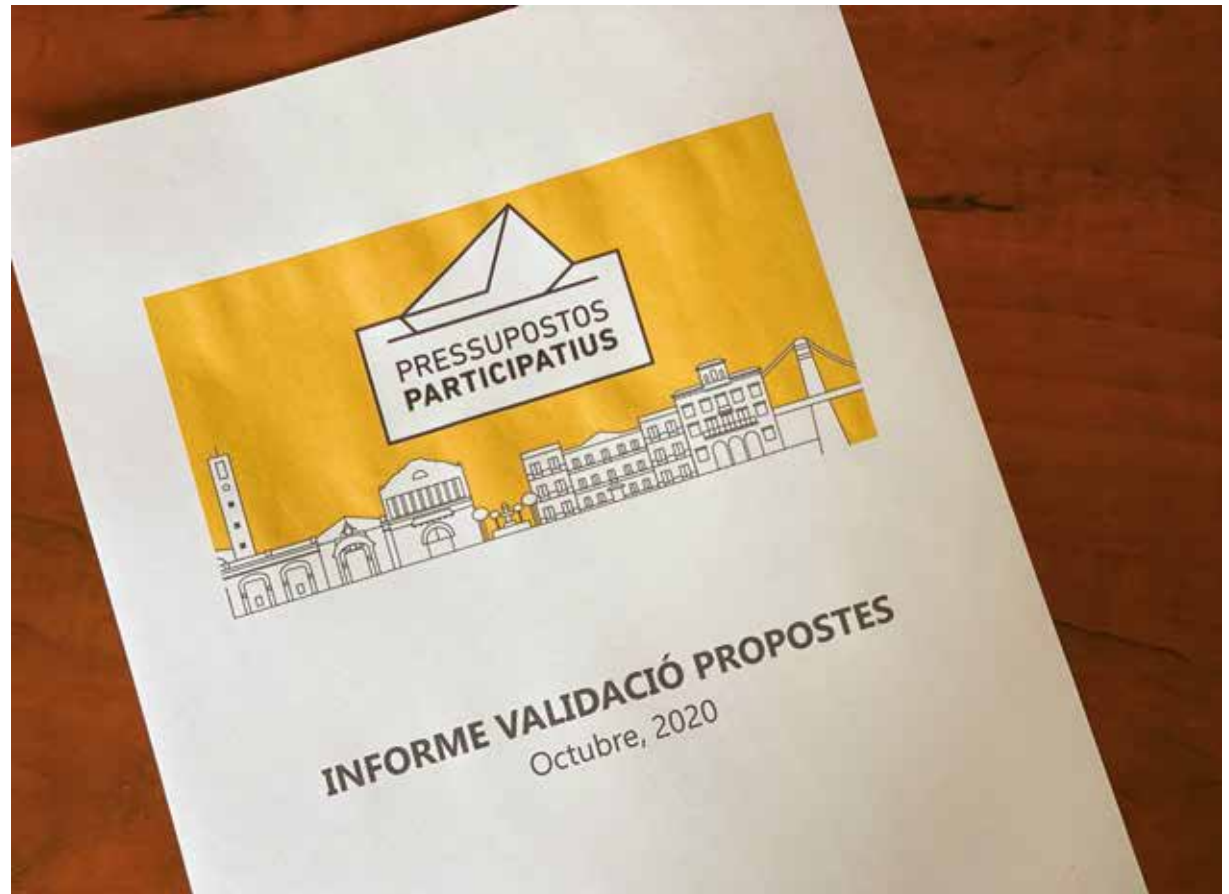 PRESSUPOSTOS
PARTICIPATIUS
INFORME VALIDACIÓ PROPOSTES
Octubre, 2020